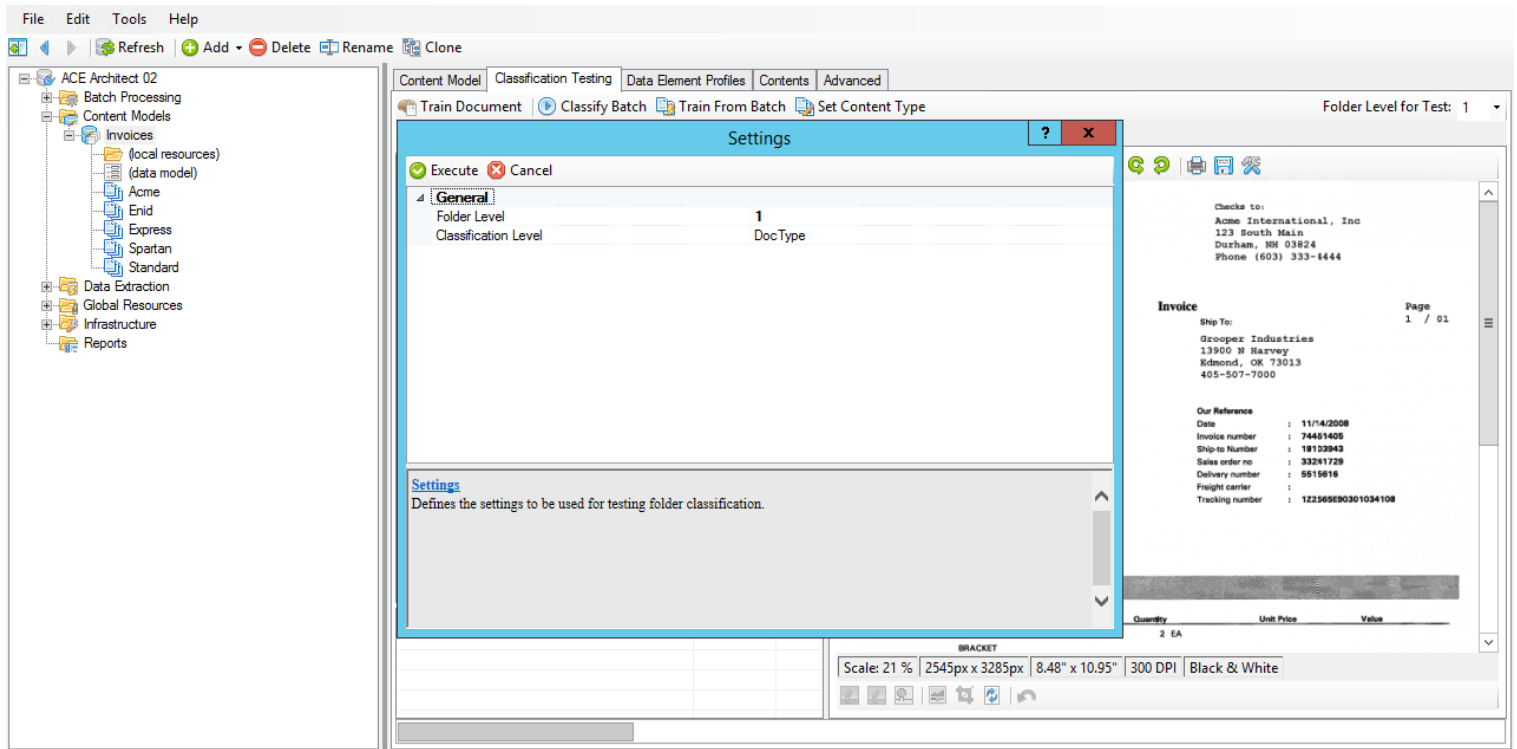 File Edit Tools Help
Refresh Add Delete Rename Clone
ACE Architect 02
Batch Processing
Content Models
Invoices
(local resources)
(data model)
Acme
Enid
Express
Spartan
Standard
Data Extraction
Global Resources
Infrastructure
Reports
Content Model Classification Testing Data Element Profiles Contents Advanced
Train Document Classify Batch Train From Batch Set Content Type Folder Level for Test: 1
Settings ? x
Execute Cancel
General
Folder Level 1
Classification Level DocType
Settings
Defines the settings to be used for testing folder classification.
Checks to:
Acme International, Inc
123 South Main
Durham, NH 03824
Phone (603) 333-4444
Invoice Page
Ship To: 1 / 01
Grooper Industries
13900 N Harvey
Edmond, OK 73013
405-507-7000
Our Reference
Date : 11/14/2008
Invoice number : 74451405
Ship-to Number : 18103943
Sales order no : 33241729
Delivery number : 5515616
Freight carrier :
Tracking number : 1Z2565E90301034108
Quantity Unit Price Value
2 EA
BRACKET
Scale: 21 % 2545px x 3285px 8.48" x 10.95" 300 DPI Black & White